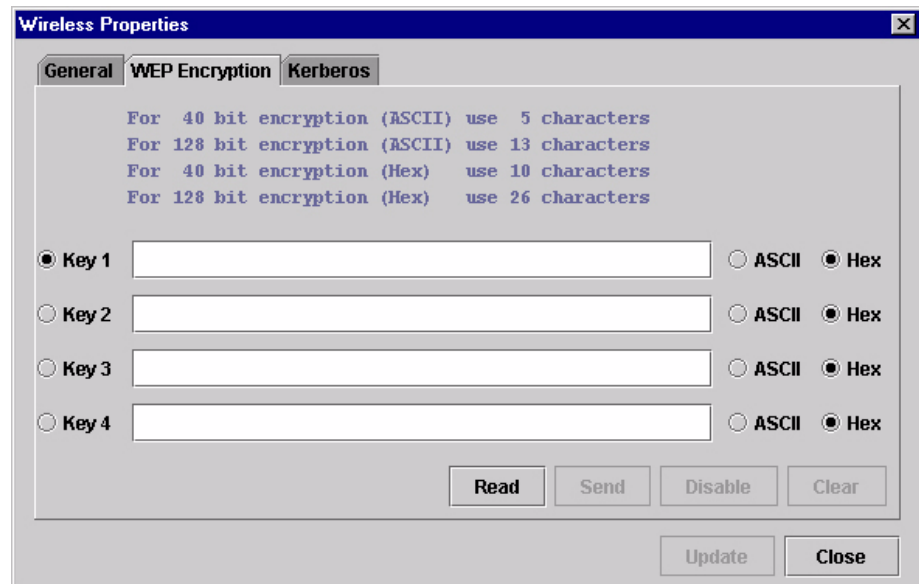 Wireless Properties
General WEP Encryption Kerberos
For 40 bit encryption (ASCII) use 5 characters
For 128 bit encryption (ASCII) use 13 characters
For 40 bit encryption (Hex) use 10 characters
For 128 bit encryption (Hex) use 26 characters
Key 1 ASCII Hex
Key 2 ASCII Hex
Key 3 ASCII Hex
Key 4 ASCII Hex
Read Send Disable Clear
Update Close